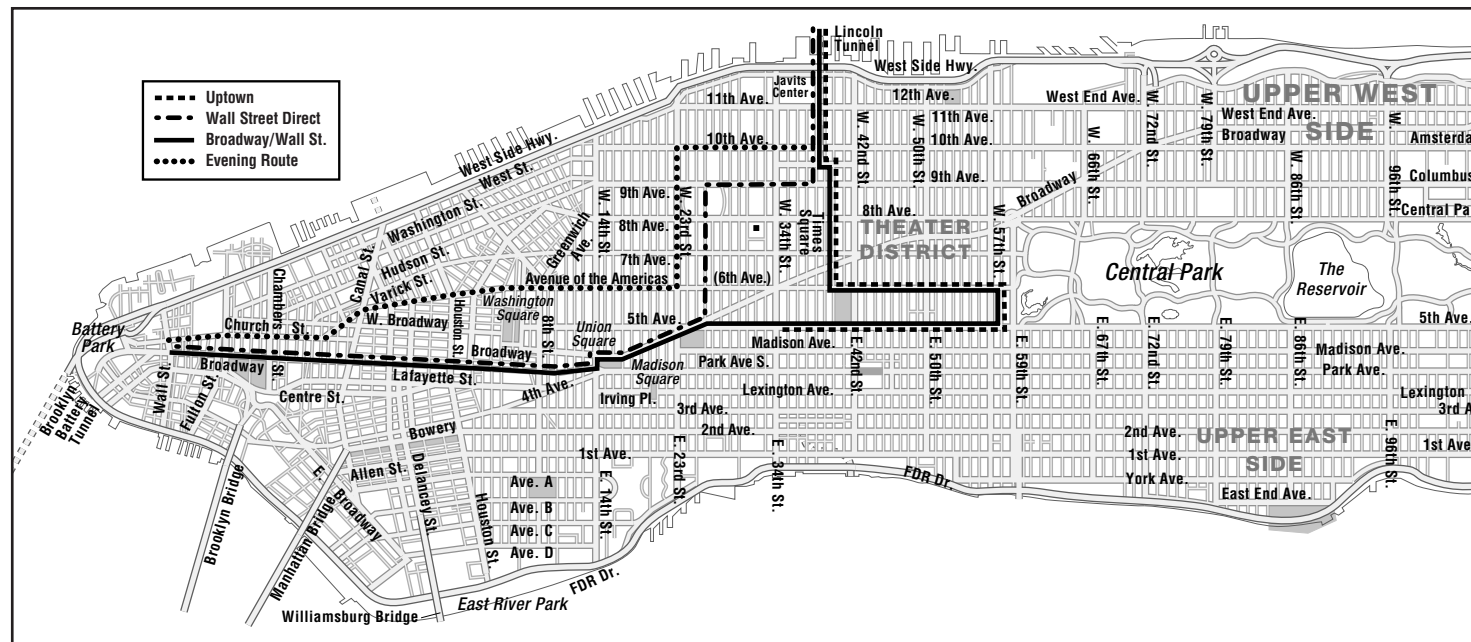 Uptown
Wall Street Direct
Broadway/Wall St.
Evening Route
Lincoln
Tunnel
West Side Hwy.
Javits
Center
11th Ave.
12th Ave.
West End Ave.
W. 72nd St.
W. 79th St.
UPPER WEST
SIDE
West End Ave.
Broadway
W.
96th St.
Amsterda
Columbus
Central Pa
10th Ave.
W. 42nd St.
W. 50th St.
11th Ave.
10th Ave.
9th Ave.
W. 66th St.
W. 86th St.
West Side Hwy.
West St.
Washington St.
Greenwich
Ave.
W. 14th St.
9th Ave.
8th Ave.
7th Ave.
W. 23rd St.
W. 34th St.
Times
Square
8th Ave.
THEATER
DISTRICT
W. 57th St.
Broadway
Central Park
The
Reservoir
Chambers
St.
Canal St.
Hudson St.
Varick St.
Avenue of the Americas
(6th Ave.)
Washington
Square
Battery
Park
Church St.
W. Broadway
Houston St.
8th St.
Union
Square
5th Ave.
Broadway
Madison
Square
Madison Ave.
Park Ave S.
Lexington Ave.
E. 42nd St.
E. 50th St.
E. 59th St.
E. 67th St.
E. 72nd St.
E. 79th St.
E. 86th St.
5th Ave.
Madison Ave.
Park Ave.
Lexington
3rd A
Wall St.
Broadway
Fulton St.
Lafayette St.
Centre St.
4th Ave.
Irving Pl.
3rd Ave.
2nd Ave.
1st Ave.
Bowery
Brooklyn
Battery
Tunnel
E. Broadway
Allen St.
Delancey St.
Houston St.
Ave. A
Ave. B
Ave. C
Ave. D
E. 14th St.
E. 23rd St.
E. 34th St.
FDR Dr.
2nd Ave.
1st Ave.
York Ave.
UPPER EAST
SIDE
East End Ave.
E. 96th St.
1st Ave.
Brooklyn Bridge
Manhattan Bridge
Williamsburg Bridge
East River Park
FDR Dr.